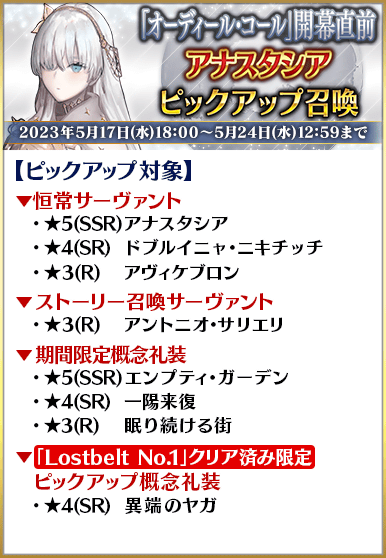 「オーディール・コール」開幕直前
アナスタシア
ピックアップ召喚
2023年5月17日(水)18:00～5月24日(水)12:59まで
【ピックアップ対象】
▼恒常サーヴァント
・★5(SSR)アナスタシア
・★4(SR) ドブルイニャ・ニキチッチ
・★3(R) アヴィケブロン
▼ストーリー召喚サーヴァント
・★3(R) アントニオ・サリエリ
▼期間限定概念礼装
・★5(SSR)エンプティ・ガーデン
・★4(SR) 一陽来復
・★3(R) 眠り続ける街
▼「Lostbelt No.1」クリア済み限定
ピックアップ概念礼装
・★4(SR) 異端のヤガ